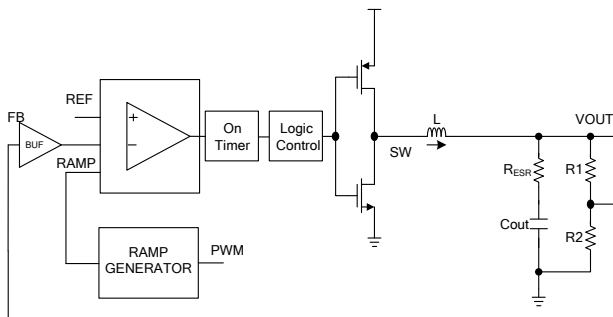 FB
BUF
REF
RAMP
+
−
On
Timer
Logic
Control
SW
L
VOUT
RESR
R1
Cout
R2
RAMP
GENERATOR
PWM